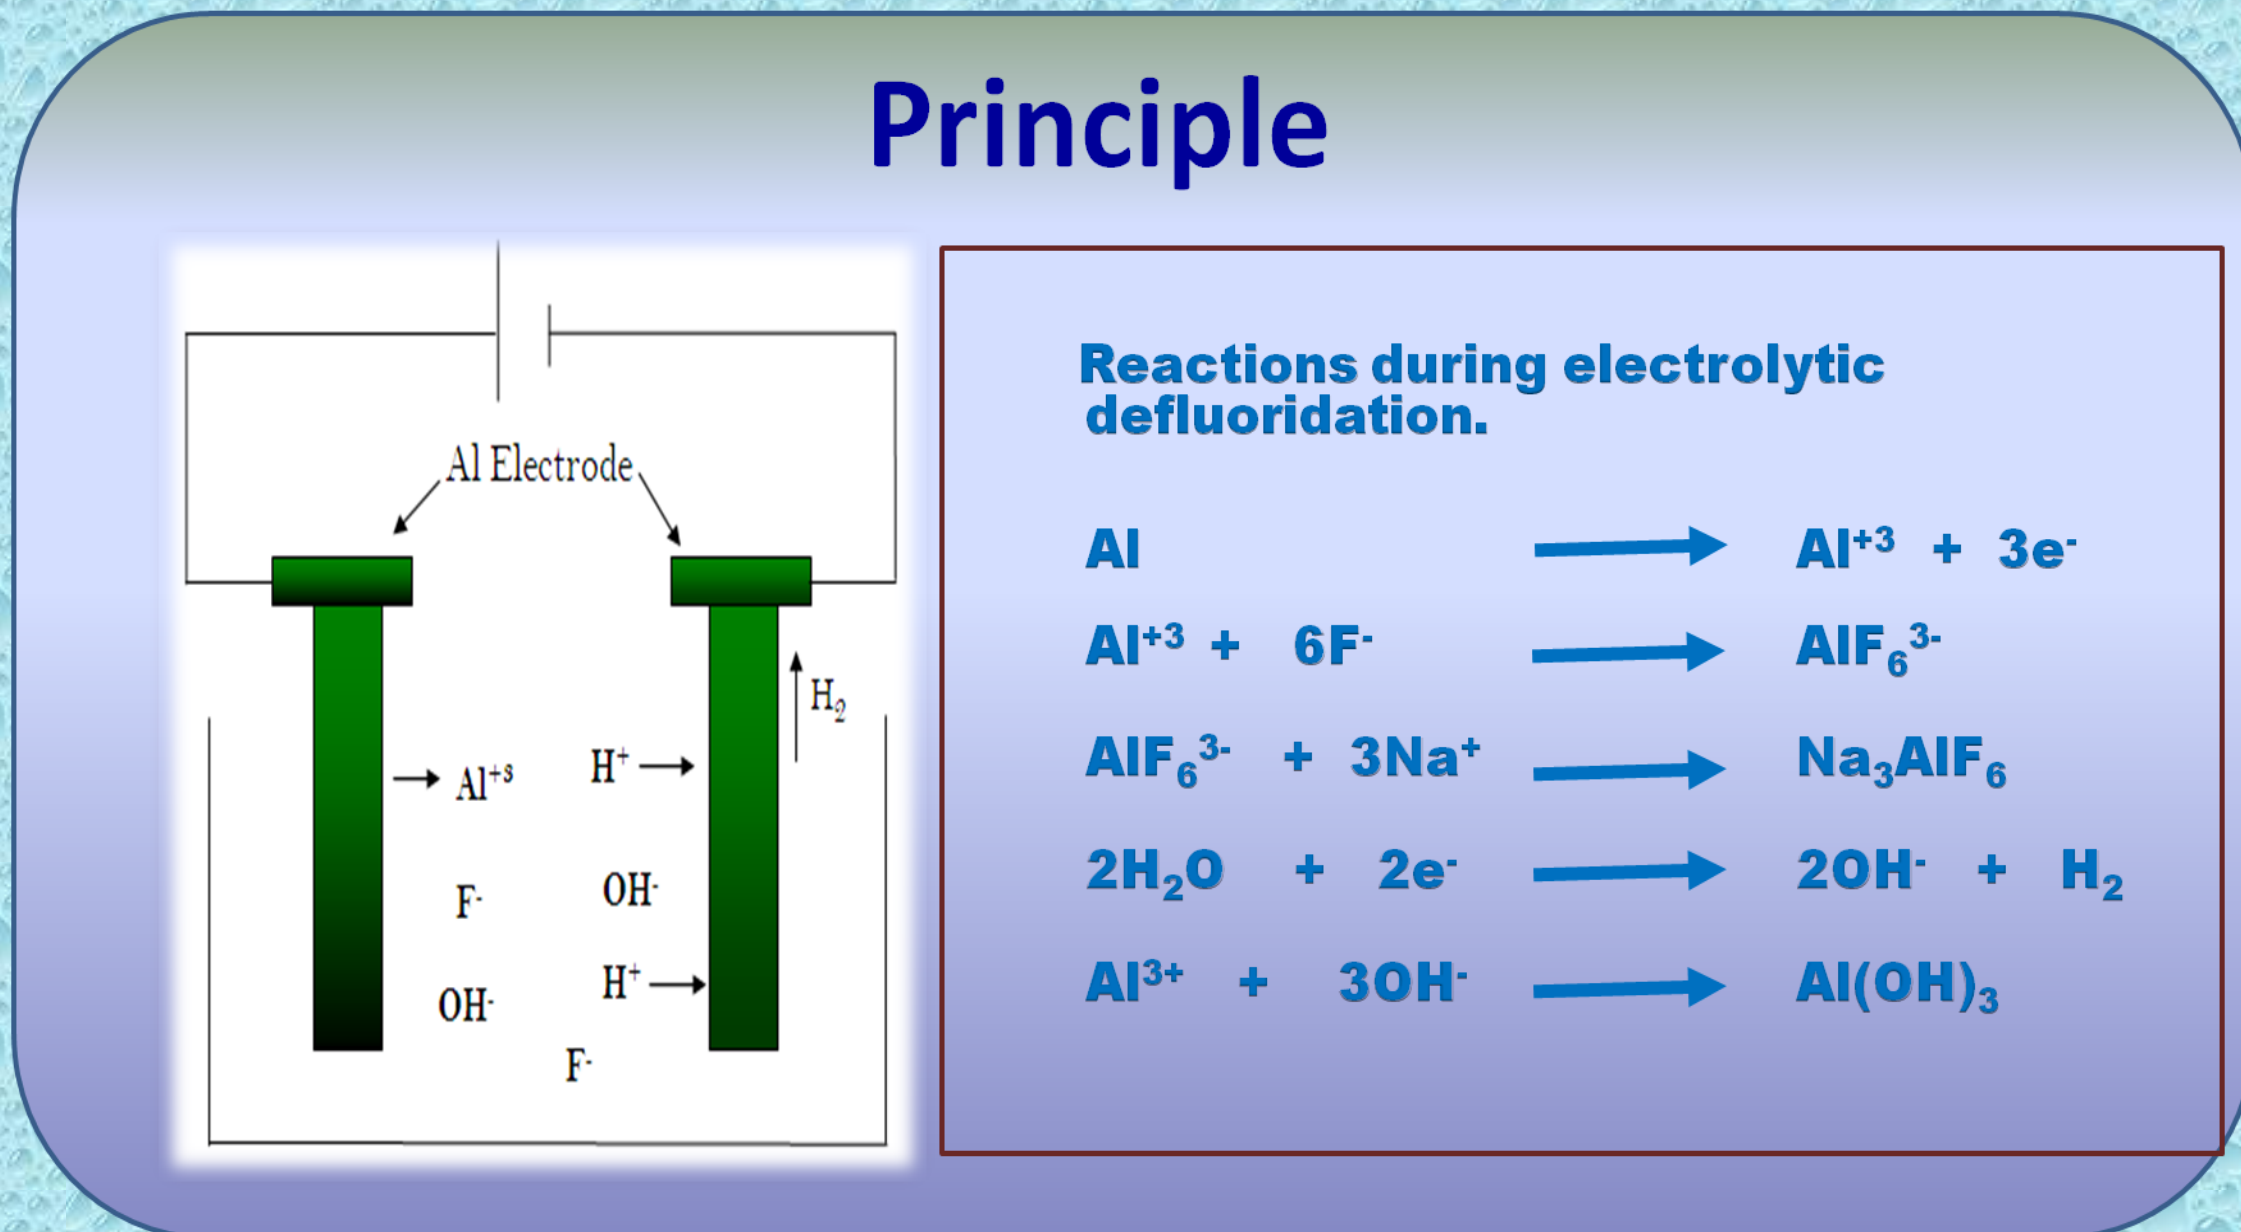 Principle
Al Electrode
H₂
H⁺
Al⁺³
F⁻
OH⁻
H⁺
OH⁻
F⁻
Reactions during electrolytic
defluoridation.
Al Al⁺³ + 3e⁻
Al⁺³ + 6F⁻ AlF₆³⁻
AlF₆³⁻ + 3Na⁺ Na₃AlF₆
2H₂O + 2e⁻ 2OH⁻ + H₂
Al³⁺ + 3OH⁻ Al(OH)₃